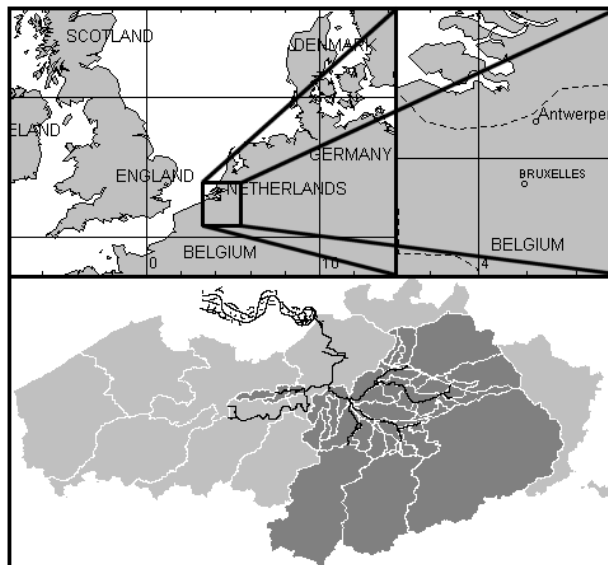 SCOTLAND
DENMARK
ELAND
ENGLAND
GERMANY
NETHERLANDS
BELGIUM
0
10
Antwerpen
BRUXELLES
BELGIUM
4